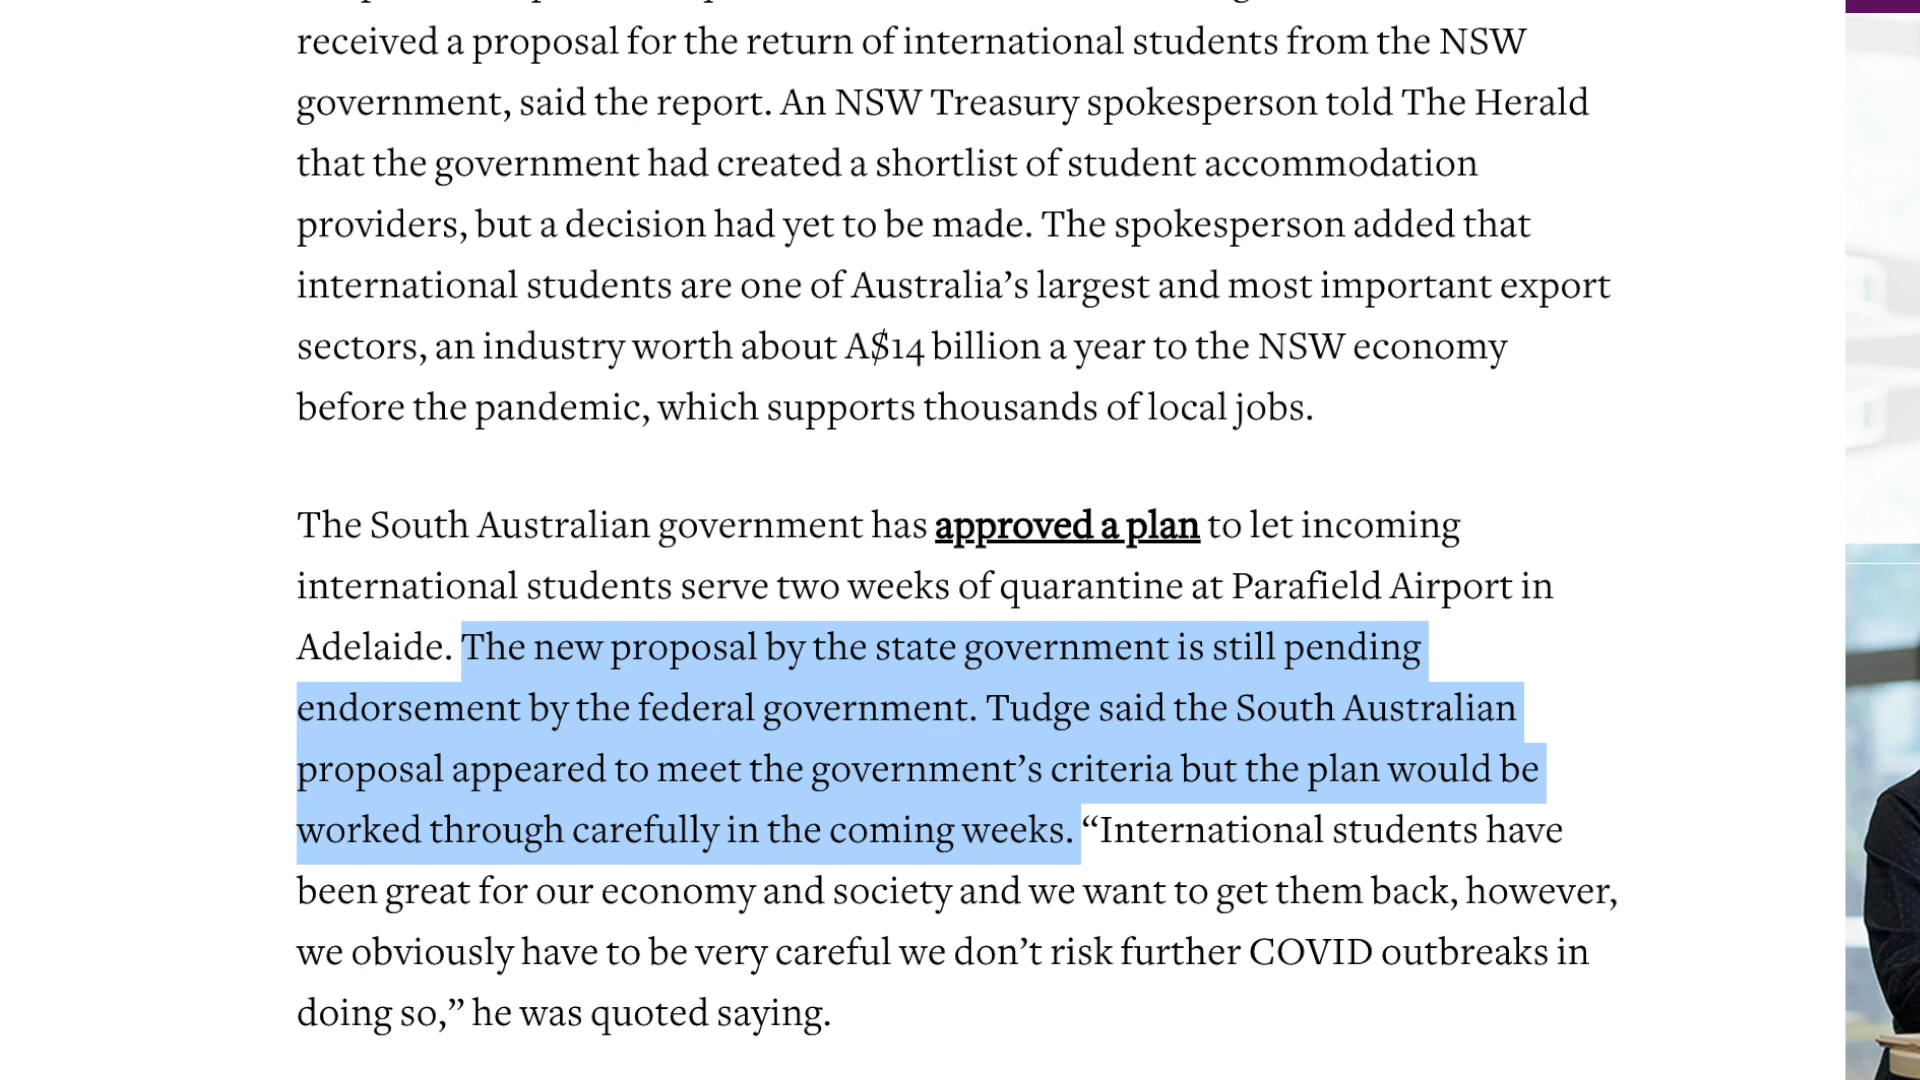 received a proposal for the return of international students from the NSW
government, said the report. An NSW Treasury spokesperson told The Herald
that the government had created a shortlist of student accommodation
providers, but a decision had yet to be made. The spokesperson added that
international students are one of Australia’s largest and most important export
sectors, an industry worth about A$14 billion a year to the NSW economy
before the pandemic, which supports thousands of local jobs.
The South Australian government has approved a plan to let incoming
international students serve two weeks of quarantine at Parafield Airport in
Adelaide. The new proposal by the state government is still pending
endorsement by the federal government. Tudge said the South Australian
proposal appeared to meet the government’s criteria but the plan would be
worked through carefully in the coming weeks. “International students have
been great for our economy and society and we want to get them back, however,
we obviously have to be very careful we don’t risk further COVID outbreaks in
doing so,” he was quoted saying.